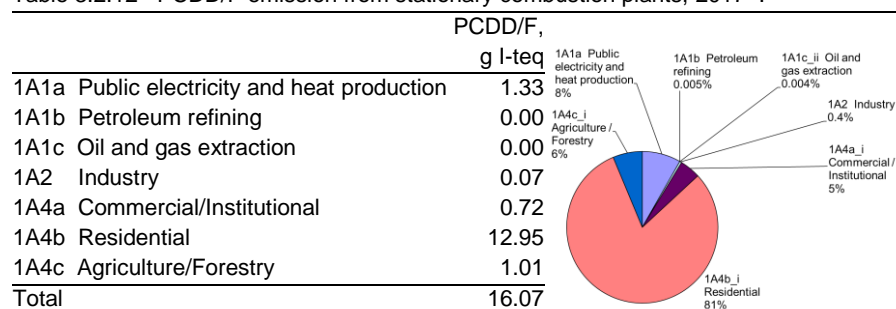 PCDD/F,
g I-teq
1A1a Public electricity and heat production 1.33
1A1b Petroleum refining 0.00
1A1c Oil and gas extraction 0.00
1A2 Industry 0.07
1A4a Commercial/Institutional 0.72
1A4b Residential 12.95
1A4c Agriculture/Forestry 1.01
Total 16.07
1A1a Public
electricity and
heat production
8%
1A1b Petroleum
refining
0.005%
1A1c_ii Oil and
gas extraction
0.004%
1A2 Industry
0.4%
1A4a_i
Commercial /
Institutional
5%
1A4b_i
Residential
81%
1A4c_i
Agriculture /
Forestry
6%